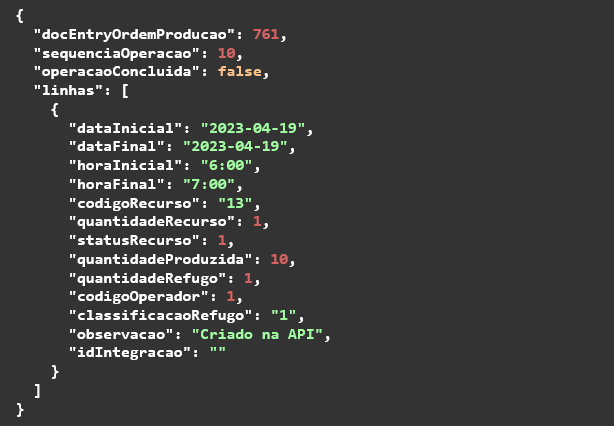 {
  "docEntryOrdemProducao": 761,
  "sequenciaOperacao": 10,
  "operacaoConcluida": false,
  "linhas": [
    {
      "dataInicial": "2023-04-19",
      "dataFinal": "2023-04-19",
      "horaInicial": "6:00",
      "horaFinal": "7:00",
      "codigoRecurso": "13",
      "quantidadeRecurso": 1,
      "statusRecurso": 1,
      "quantidadeProduzida": 10,
      "quantidadeRefugo": 1,
      "codigoOperador": 1,
      "classificacaoRefugo": "1",
      "observacao": "Criado na API",
      "idIntegracao": ""
    }
  ]
}